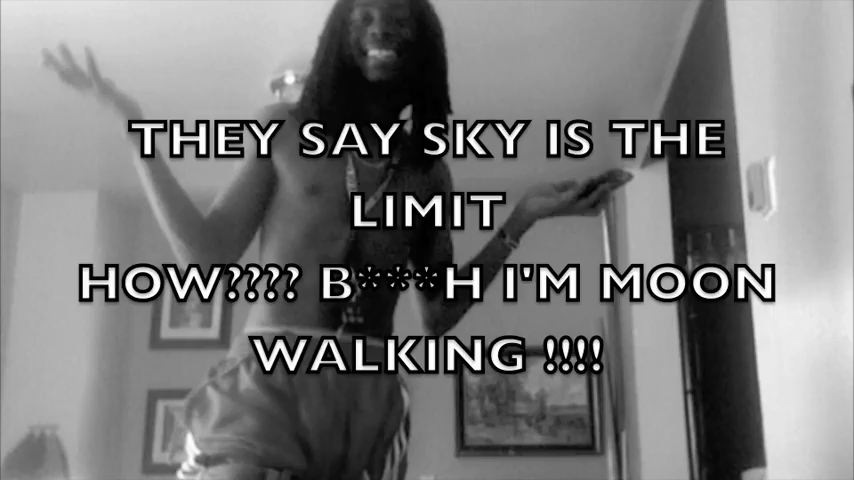 THEY SAY SKY IS THE
LIMIT
HOW???? B***H I'M MOON
WALKING !!!!